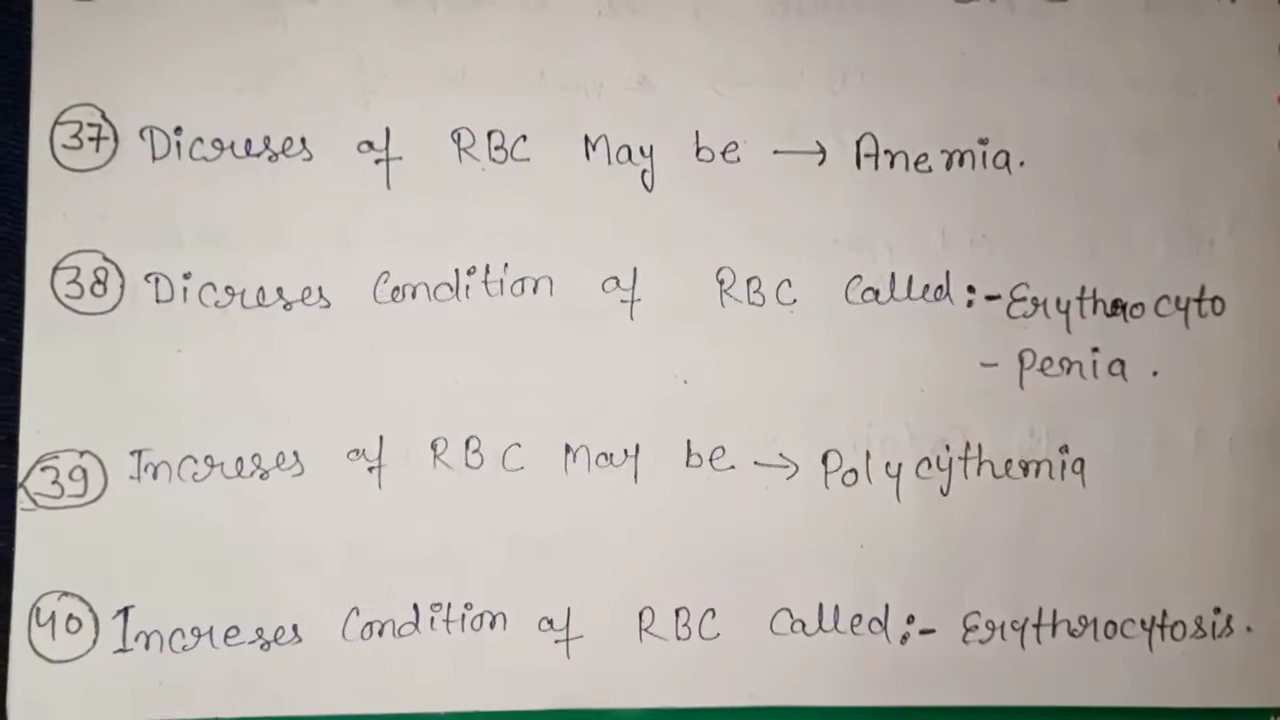 37 Dicreses of RBC May be → Anemia.
38 Dicreses Condition of RBC Called :- Erythrocyto
- Penia .
39 Increses of RBC May be → Polycythemia
40 Increses Condition of RBC Called :- Erythrocytosis.